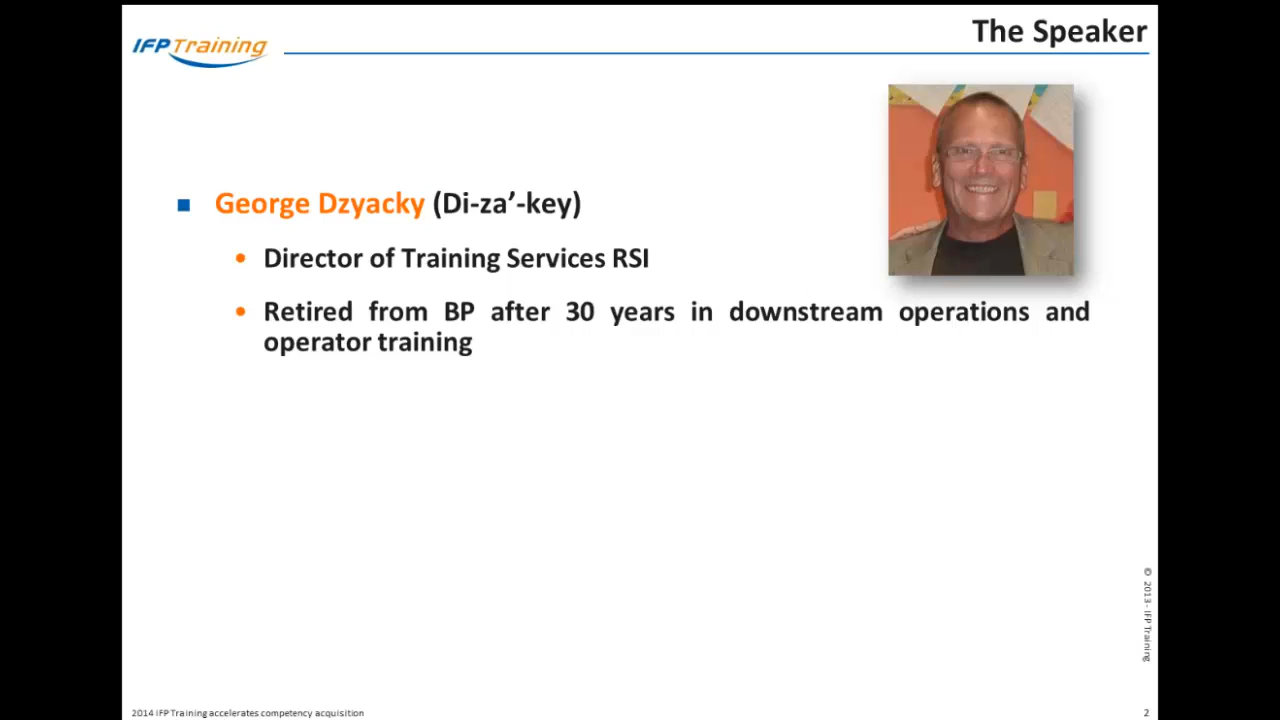 IFP Training
The Speaker
George Dzyacky (Di-za’-key)
Director of Training Services RSI
Retired from BP after 30 years in downstream operations and
operator training
© 2013 - IFP Training
2014 IFP Training accelerates competency acquisition
2